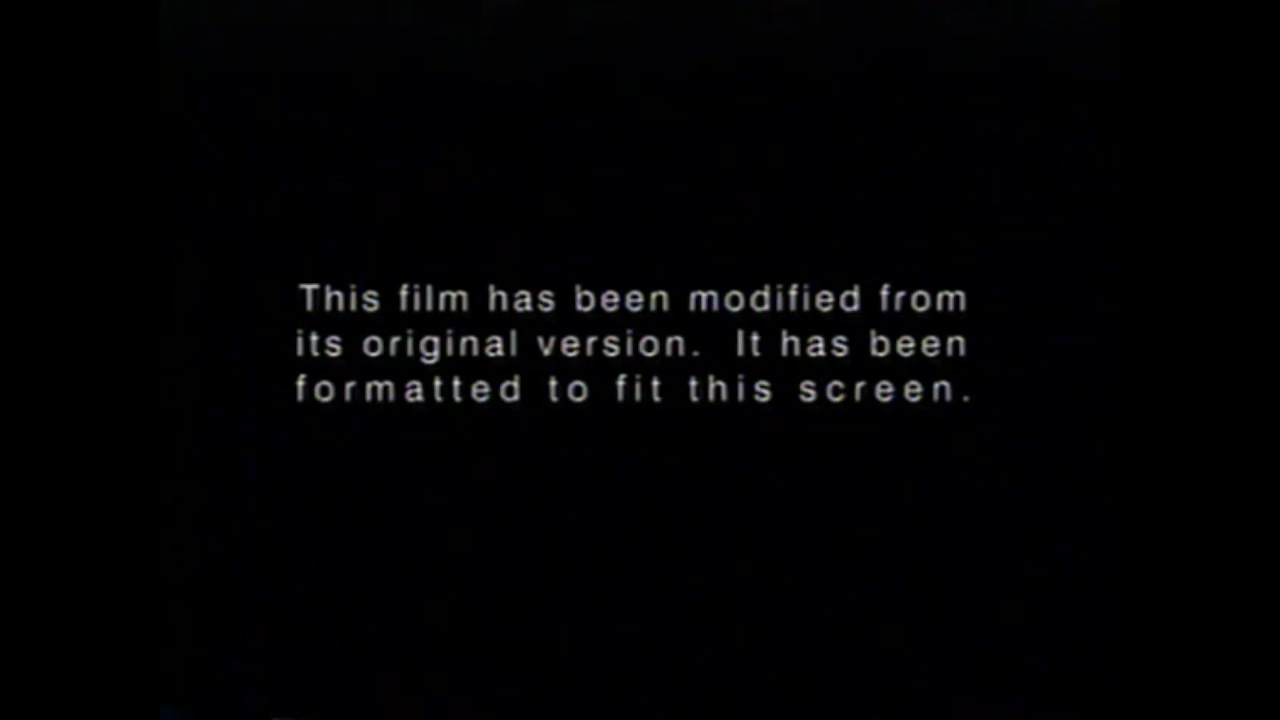 This film has been modified from
its original version.  It has been
formatted to fit this screen.